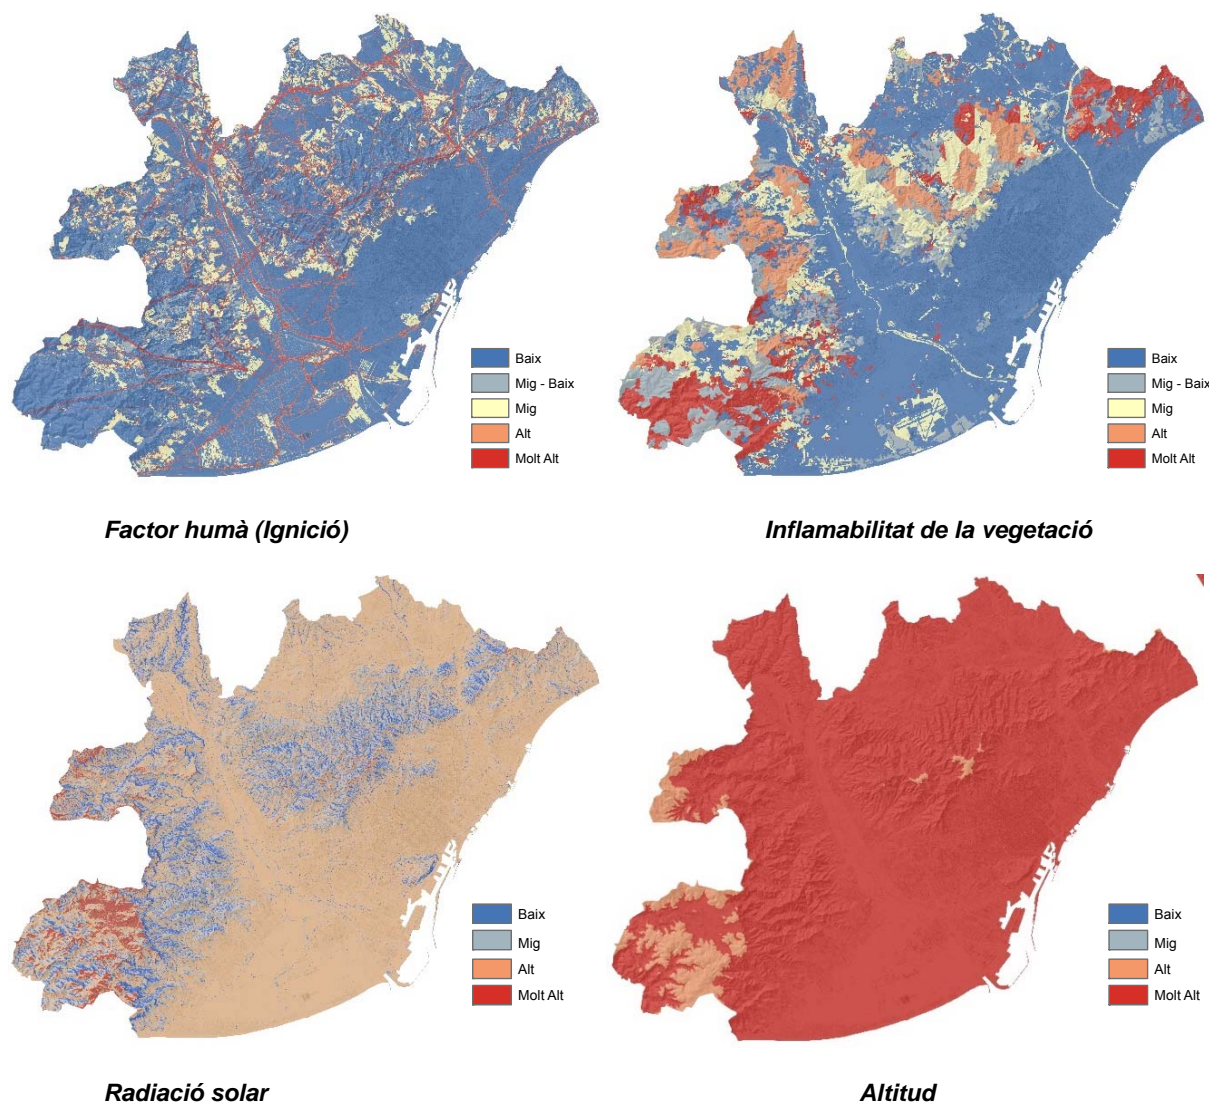 Baix
Mig - Baix
Mig
Alt
Molt Alt
Factor humà (Ignició)
Baix
Mig - Baix
Mig
Alt
Molt Alt
Inflamabilitat de la vegetació
Baix
Mig
Alt
Molt Alt
Radiació solar
Baix
Mig
Alt
Molt Alt
Altitud